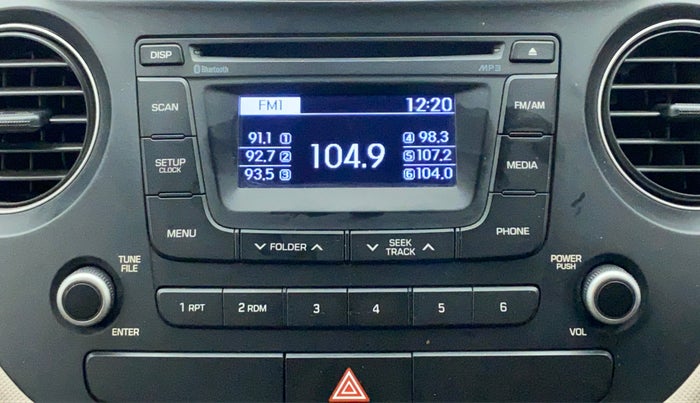 DISP
Bluetooth
MP3
SCAN
FM1 12:20
FM/AM
91.1 1
4 98.3
92.7 2
104.9
5 107.2
93.5 3
6 104.0
SETUP
CLOCK
MEDIA
MENU
FOLDER
SEEK
TRACK
PHONE
TUNE
FILE
POWER
PUSH
1 RPT
2 RDM
3
4
5
6
ENTER
VOL